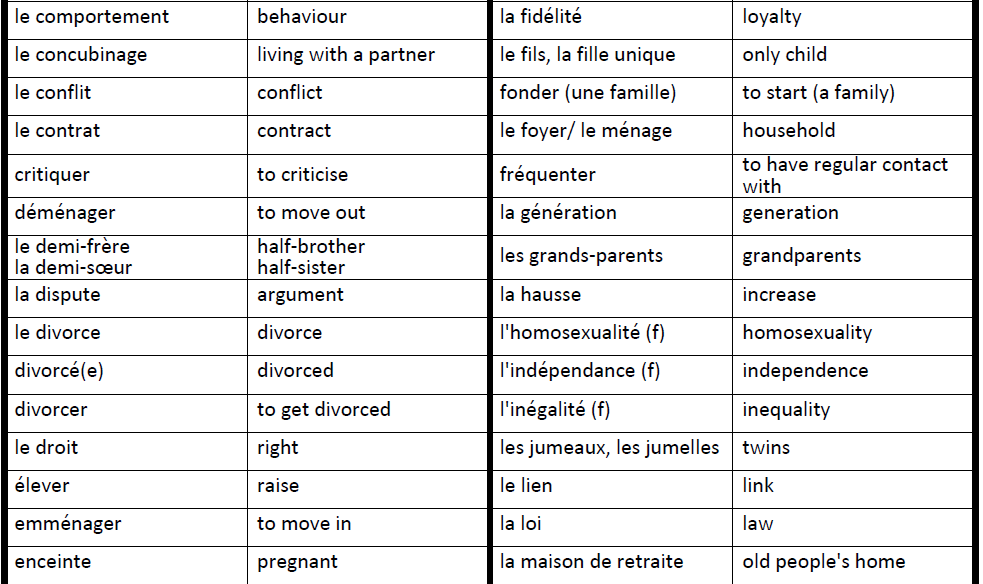 le comportement behaviour la fidélité loyalty
le concubinage living with a partner le fils, la fille unique only child
le conflit conflict fonder (une famille) to start (a family)
le contrat contract le foyer/ le ménage household
critiquer to criticise fréquenter to have regular contact
with
déménager to move out la génération generation
le demi-frère half-brother les grands-parents grandparents
la demi-sœur half-sister
la dispute argument la hausse increase
le divorce divorce l'homosexualité (f) homosexuality
divorcé(e) divorced l'indépendance (f) independence
divorcer to get divorced l'inégalité (f) inequality
le droit right les jumeaux, les jumelles twins
élever raise le lien link
emménager to move in la loi law
enceinte pregnant la maison de retraite old people's home